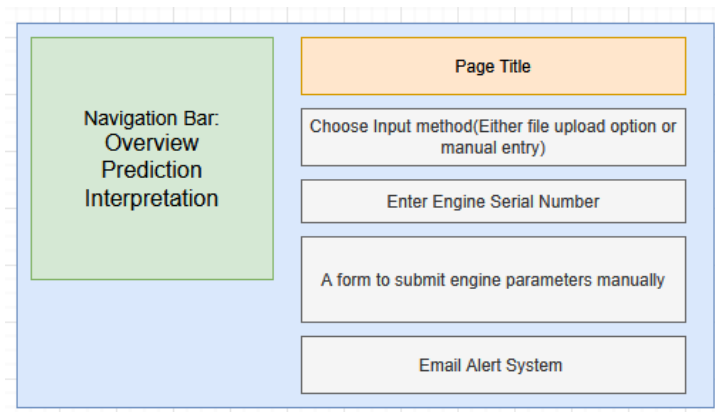 Navigation Bar:
Overview
Prediction
Interpretation
Page Title
Choose Input method(Either file upload option or
manual entry)
Enter Engine Serial Number
A form to submit engine parameters manually
Email Alert System